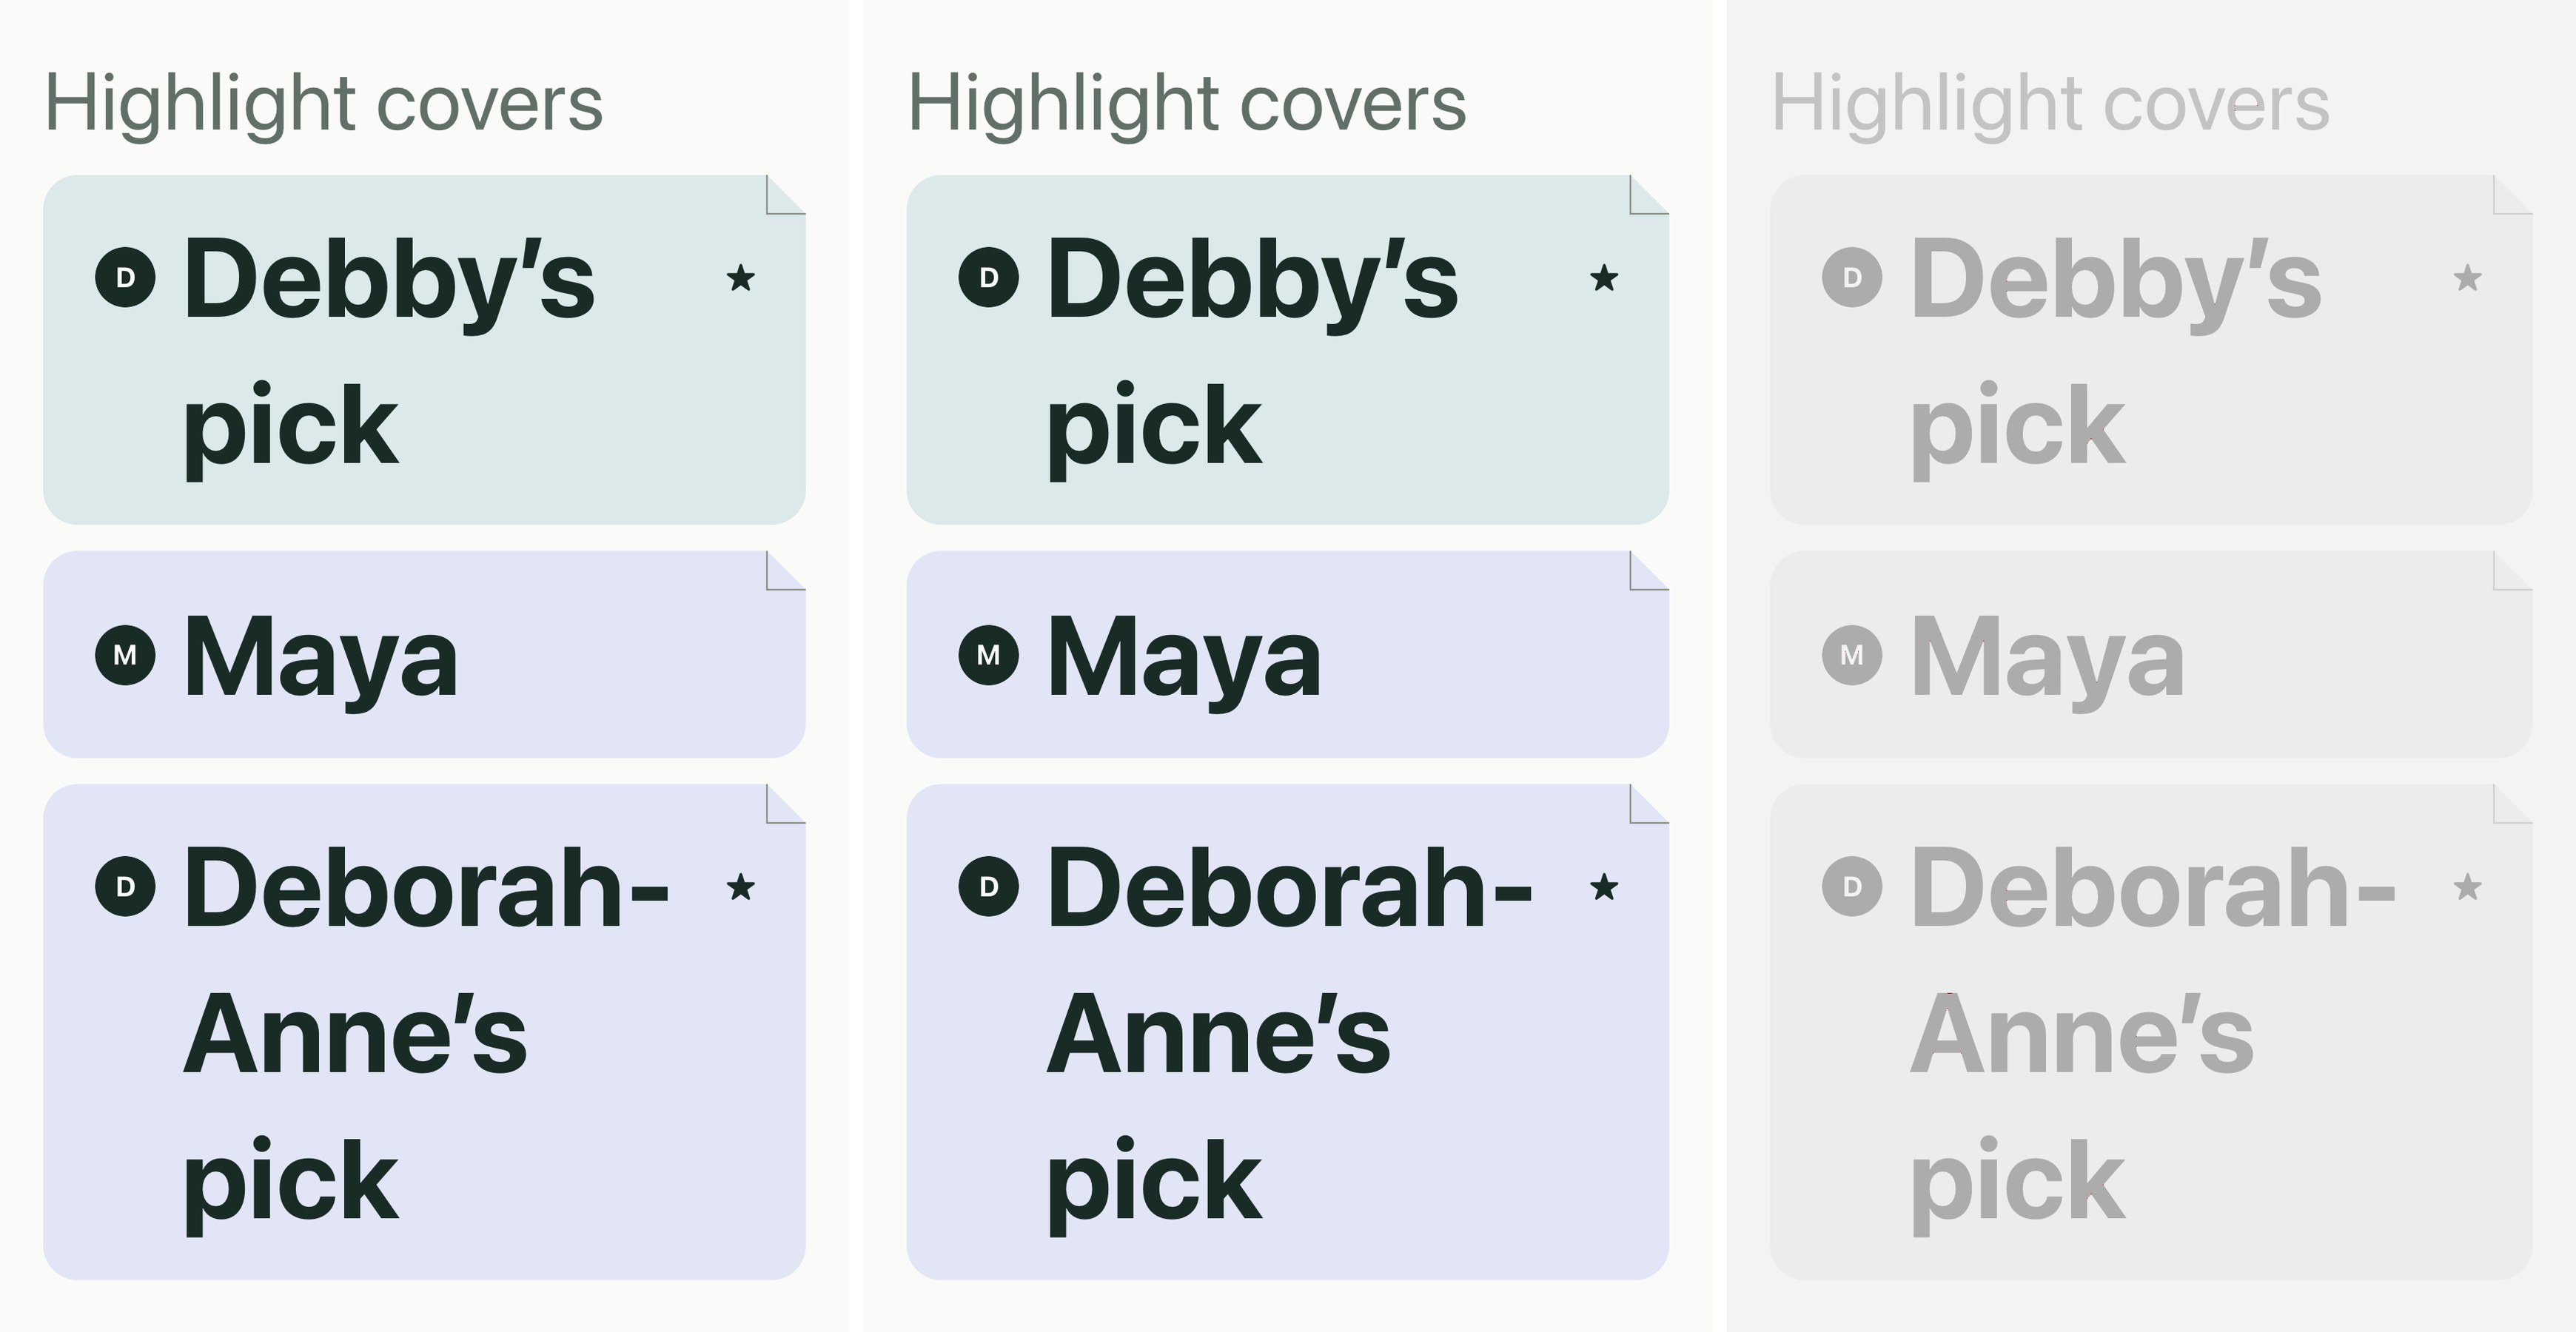 Highlight covers
D Debby’s ★
pick
M Maya
D Deborah-
★
Anne’s
pick
Highlight covers
D Debby’s ★
pick
M Maya
D Deborah-
★
Anne’s
pick
Highlight covers
D Debby’s ★
pick
M Maya
D Deborah-
★
Anne’s
pick